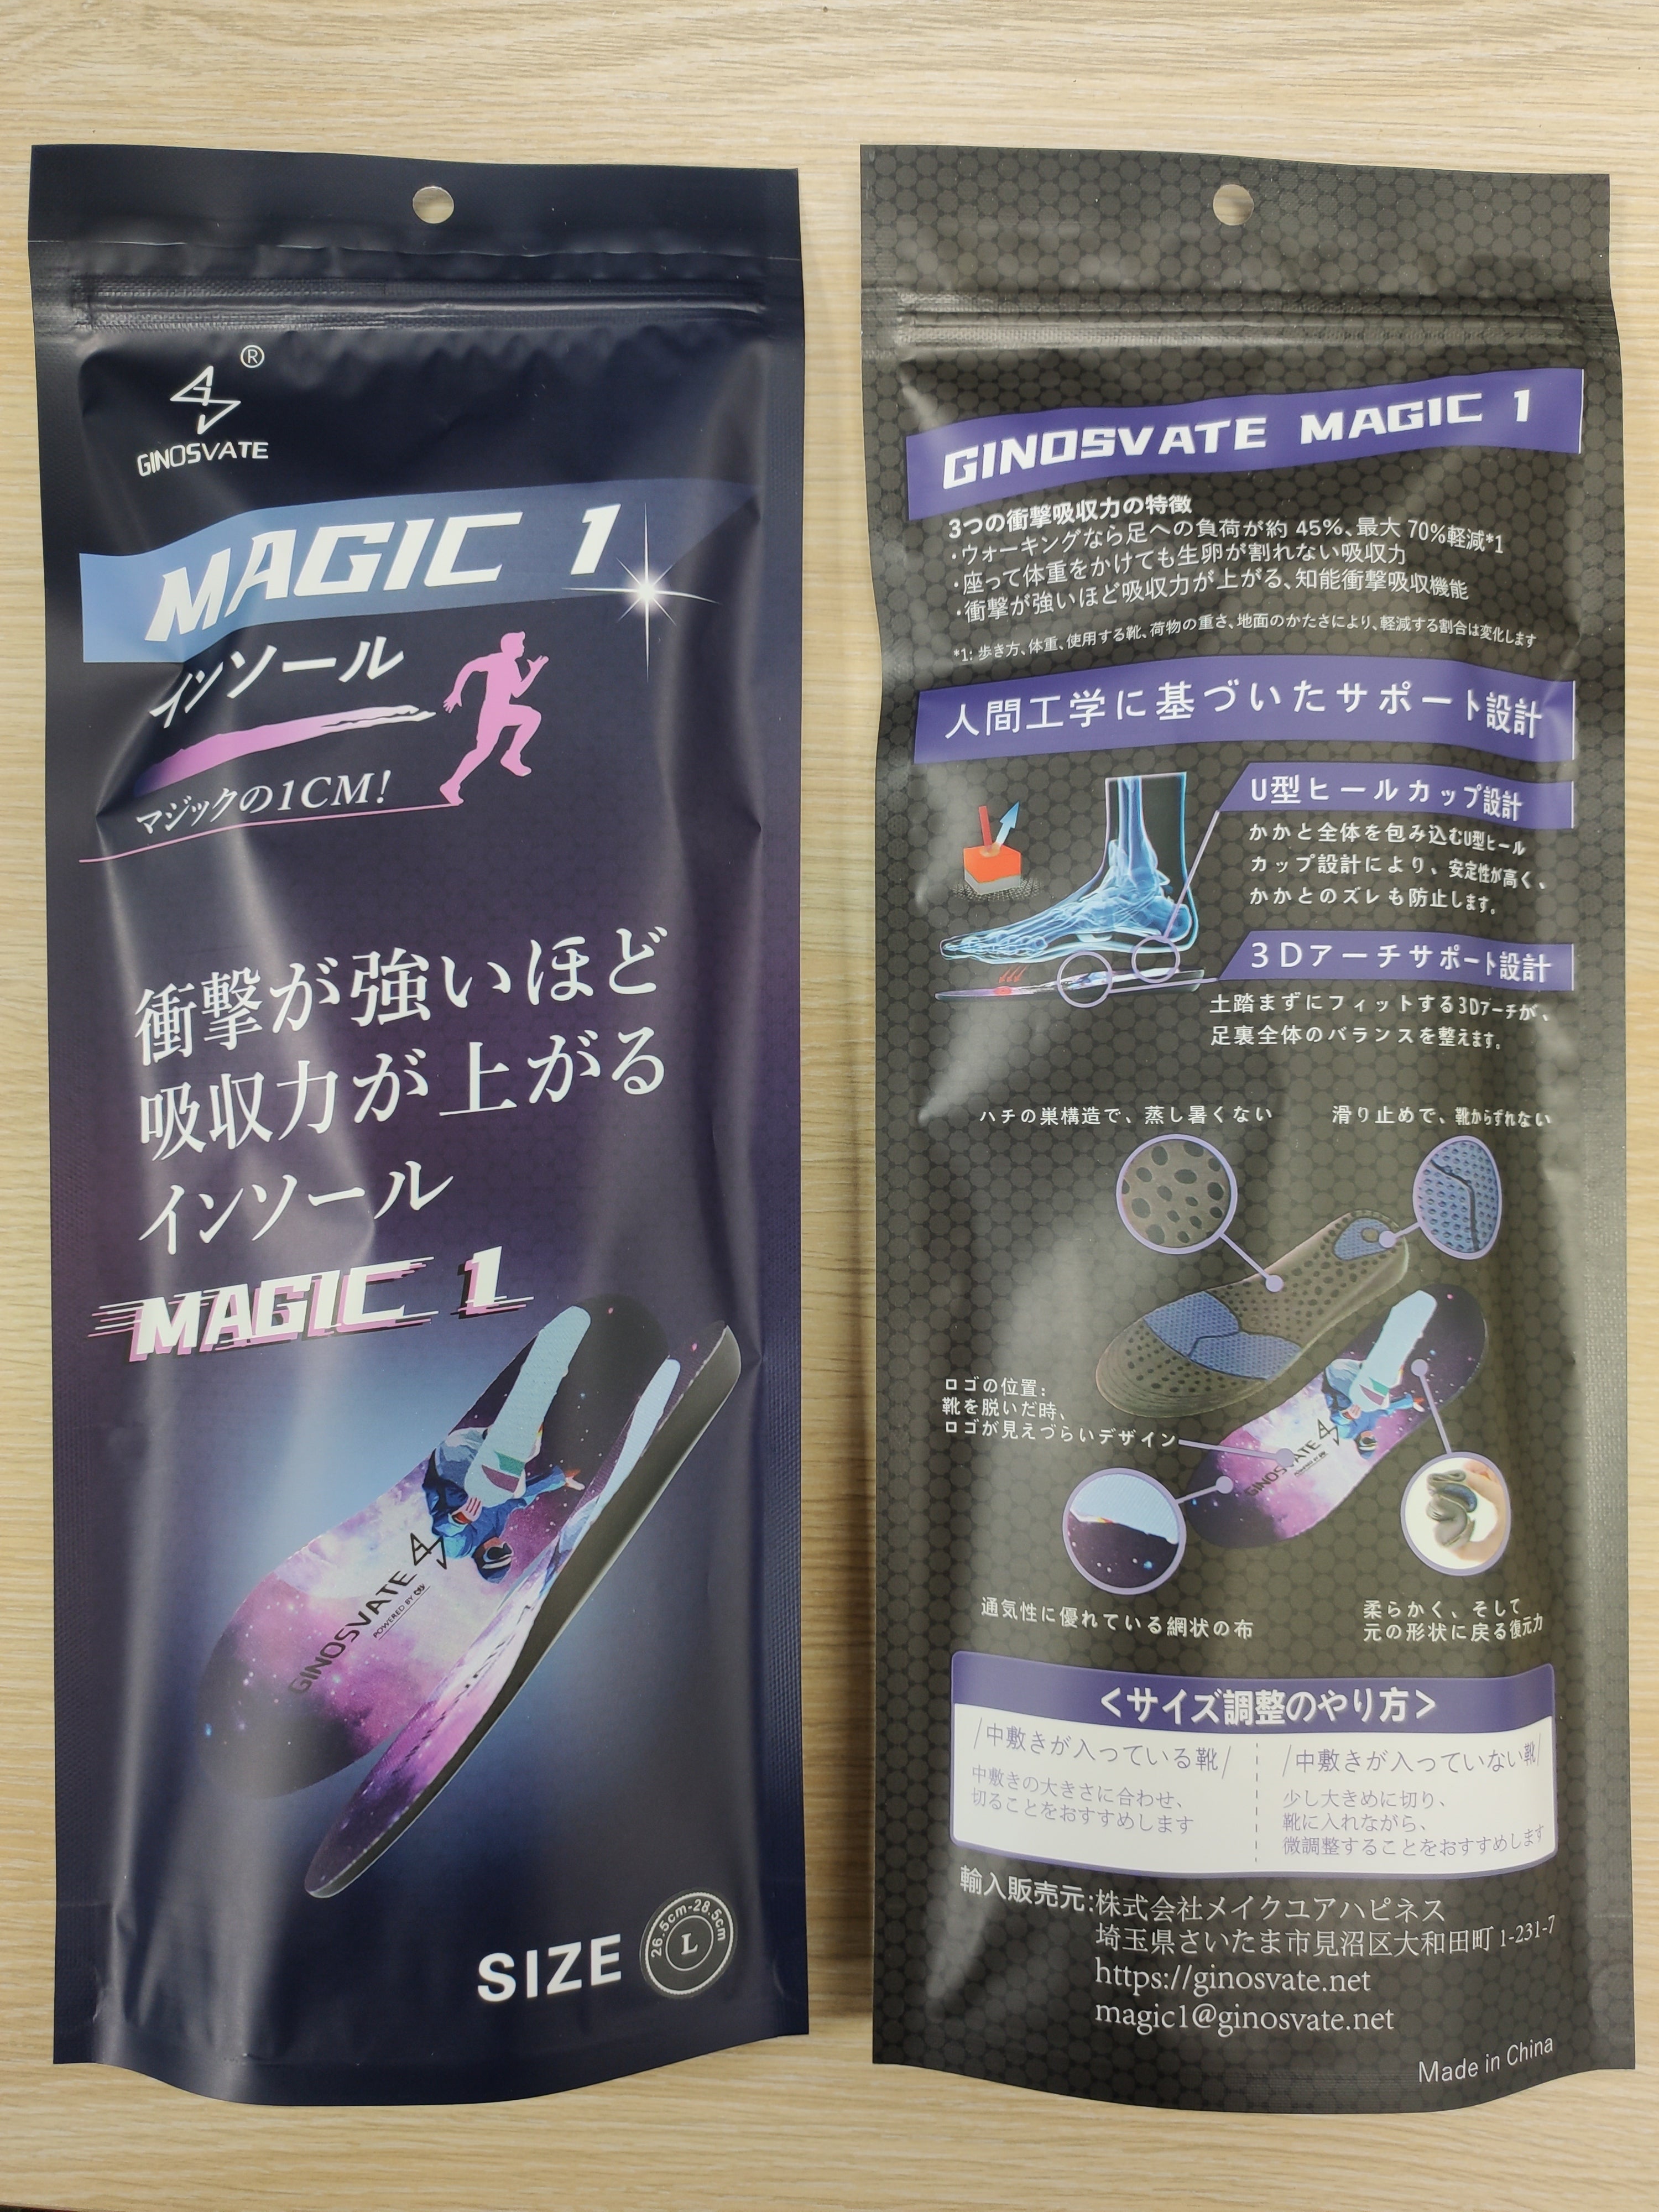 ®
GINOSVATE
MAGIC 1
インソール
マジックの1CM!
衝撃が強いほど
吸収力が上がる
インソール
MAGIC 1
GINOSVATE
POWERED BY
SIZE
26.5cm-28.5cm
L
GINOSVATE MAGIC 1
3つの衝撃吸収力の特徴
・ウォーキングなら足への負荷が約 45%、最大 70%軽減*1
・座って体重をかけても生卵が割れない吸収力
・衝撃が強いほど吸収力が上がる、知能衝撃吸収機能
*1: 歩き方、体重、使用する靴、荷物の重さ、地面のかたさにより、軽減する割合は変化します
人間工学に基づいたサポート設計
U型ヒールカップ設計
かかと全体を包み込むU型ヒール
カップ設計により、安定性が高く、
かかとのズレも防止します。
3Dアーチサポート設計
土踏まずにフィットする3Dアーチが、
足裏全体のバランスを整えます。
ハチの巣構造で、蒸し暑くない
滑り止めで、靴からずれない
ロゴの位置:
靴を脱いだ時、
ロゴが見えづらいデザイン
GINOSVATE
通気性に優れている網状の布
柔らかく、そして
元の形状に戻る復元力
<サイズ調整のやり方>
/中敷きが入っている靴/
中敷きの大きさに合わせ、
切ることをおすすめします
/中敷きが入っていない靴/
少し大きめに切り、
靴に入れながら、
微調整することをおすすめします
輸入販売元:株式会社メイクユアハピネス
埼玉県さいたま市見沼区大和田町 1-231-7
https://ginosvate.net
magic1@ginosvate.net
Made in China